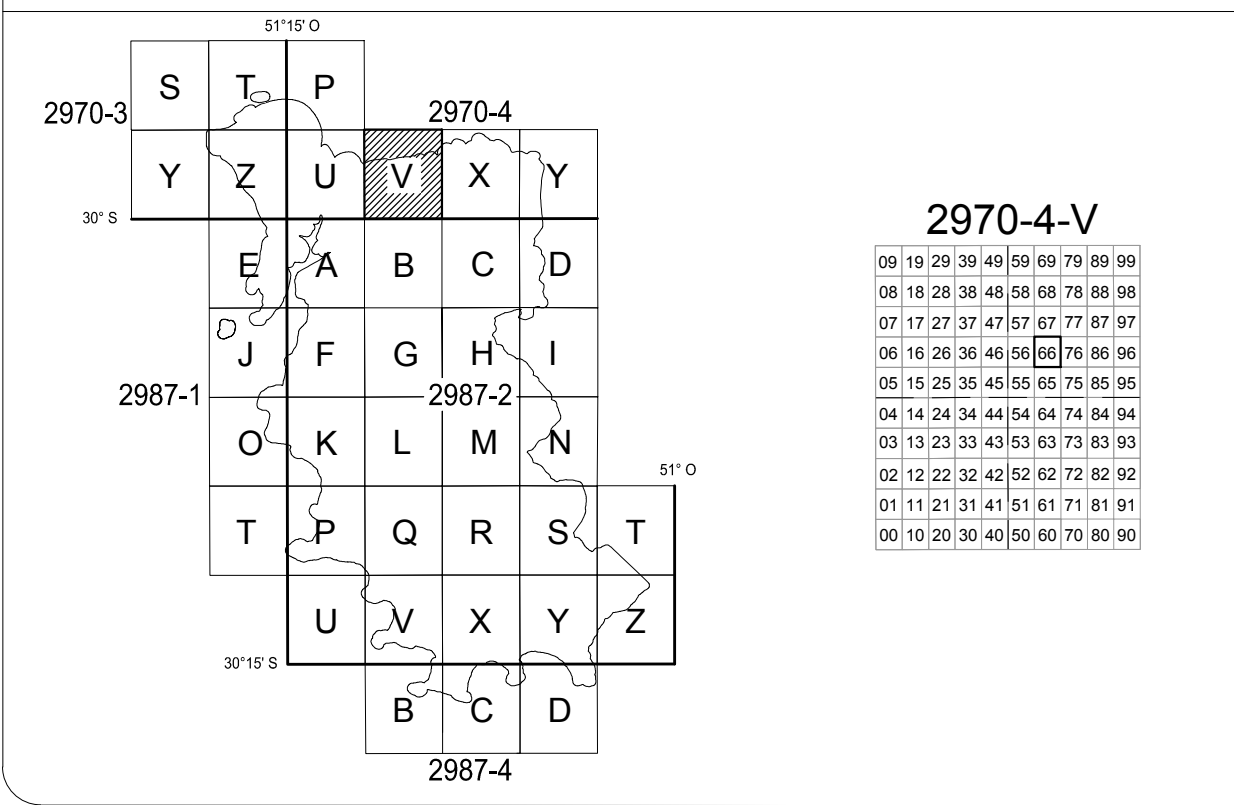 51°15' O
S T P
2970-3 2970-4
Y Z U V X Y
30° S
E A B C D
J F G H I
2987-1 2987-2
O K L M N
51° O
T P Q R S T
U V X Y Z
30°15' S
B C D
2987-4
2970-4-V
09 19 29 39 49 59 69 79 89 99
08 18 28 38 48 58 68 78 88 98
07 17 27 37 47 57 67 77 87 97
06 16 26 36 46 56 66 76 86 96
05 15 25 35 45 55 65 75 85 95
04 14 24 34 44 54 64 74 84 94
03 13 23 33 43 53 63 73 83 93
02 12 22 32 42 52 62 72 82 92
01 11 21 31 41 51 61 71 81 91
00 10 20 30 40 50 60 70 80 90